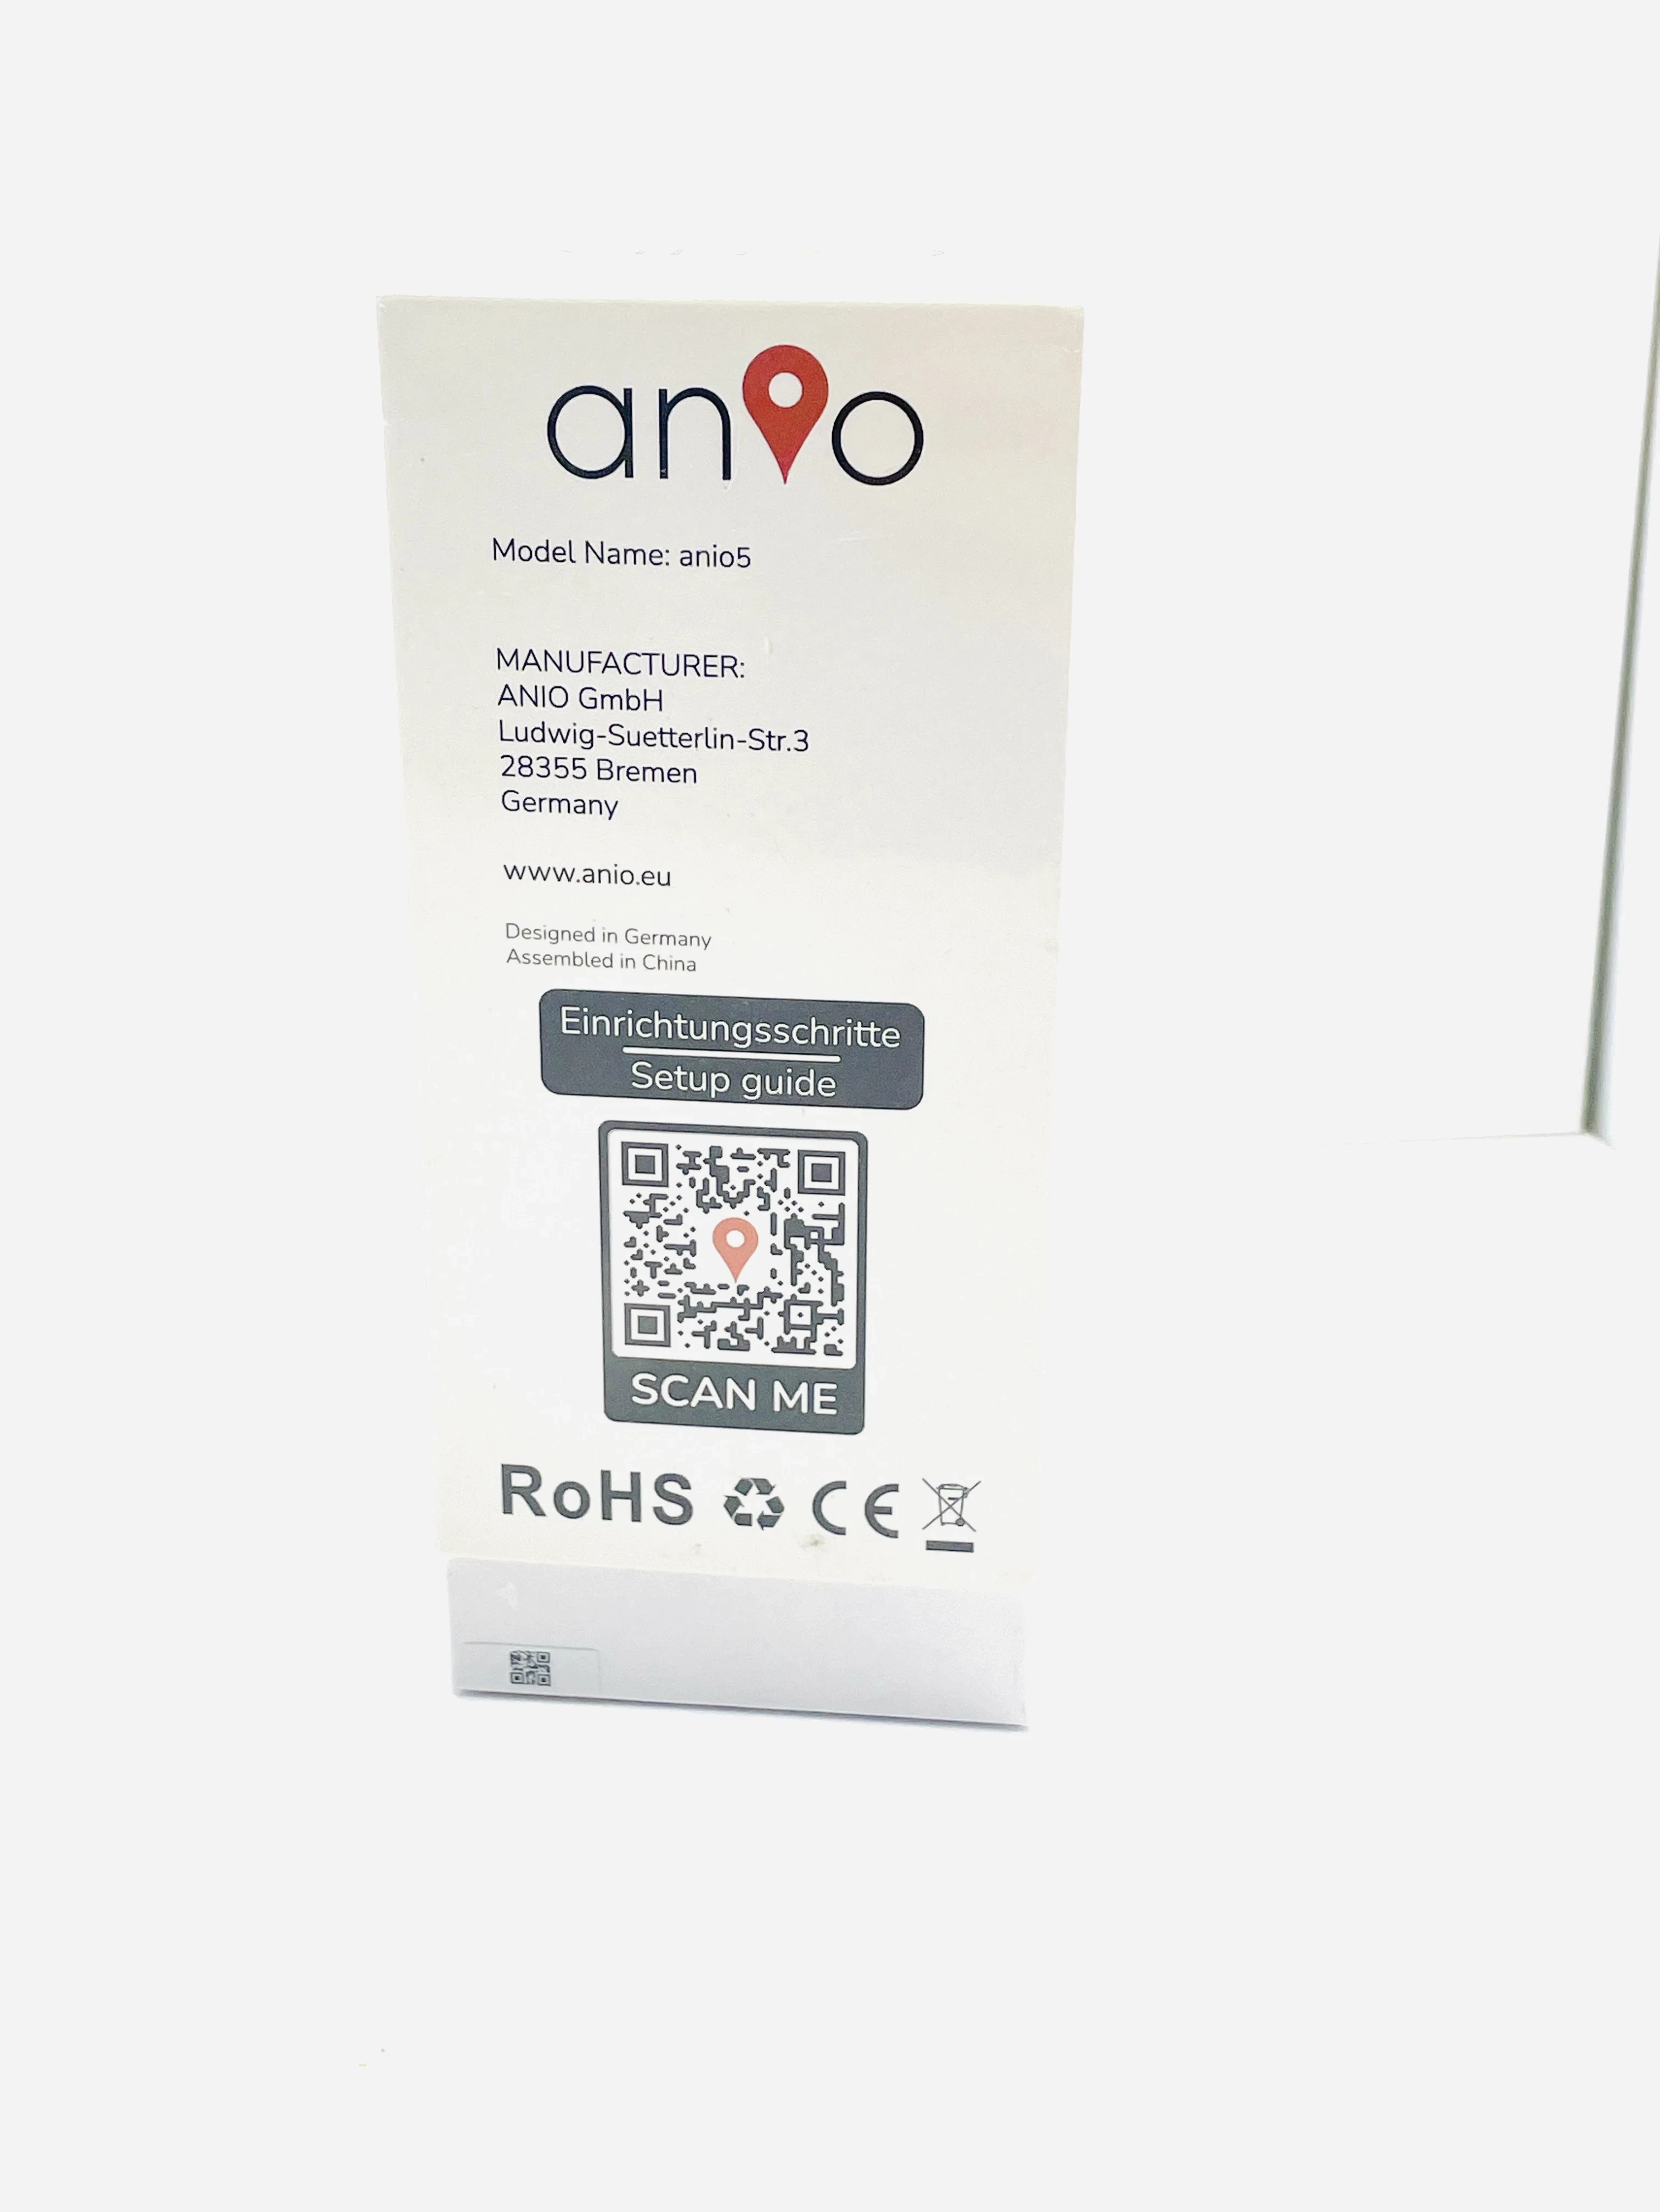 anio
Model Name: anio5
MANUFACTURER:
ANIO GmbH
Ludwig-Suetterlin-Str.3
28355 Bremen
Germany
www.anio.eu
Designed in Germany
Assembled in China
Einrichtungsschritte
Setup guide
SCAN ME
RoHS CE